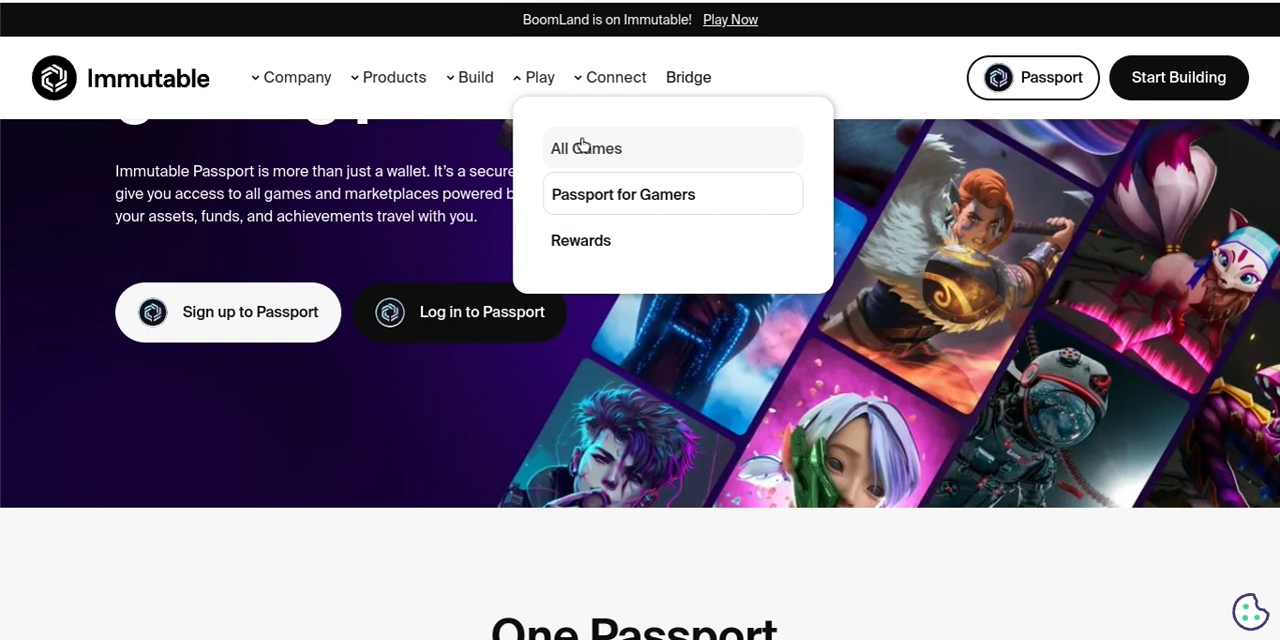 BoomLand is on Immutable! Play Now
Immutable Company Products Build Play Connect Bridge Passport Start Building
All Games
Passport for Gamers
Rewards
Immutable Passport is more than just a wallet. It's a secure
give you access to all games and marketplaces powered
your assets, funds, and achievements travel with you.
Sign up to Passport Log in to Passport
One Passport